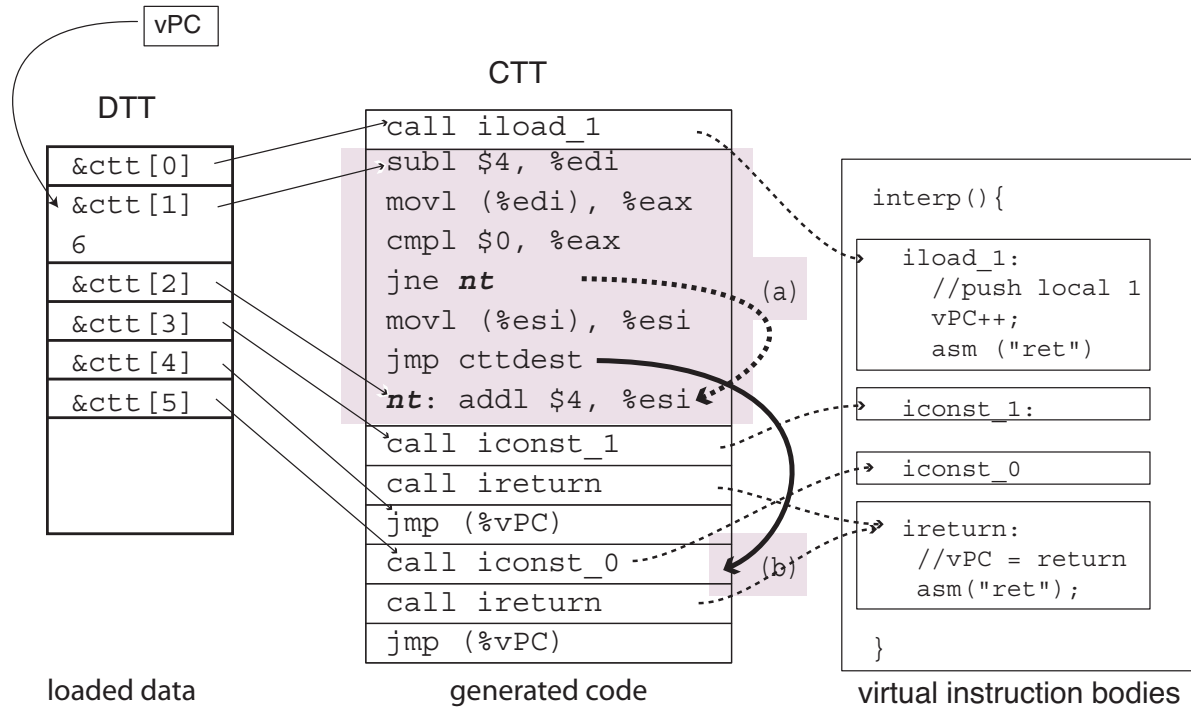 vPC
DTT
&ctt[0]
&ctt[1]
6
&ctt[2]
&ctt[3]
&ctt[4]
&ctt[5]
loaded data
CTT
call iload_1
subl $4, %edi
movl (%edi), %eax
cmpl $0, %eax
jne nt
movl (%esi), %esi
jmp cttdest
nt: addl $4, %esi
call iconst_1
call ireturn
jmp (%vPC)
call iconst_0
call ireturn
jmp (%vPC)
generated code
(a)
(b)
interp(){
iload_1:
//push local 1
vPC++;
asm ("ret")
iconst_1:
iconst_0
ireturn:
//vPC = return
asm("ret");
}
virtual instruction bodies